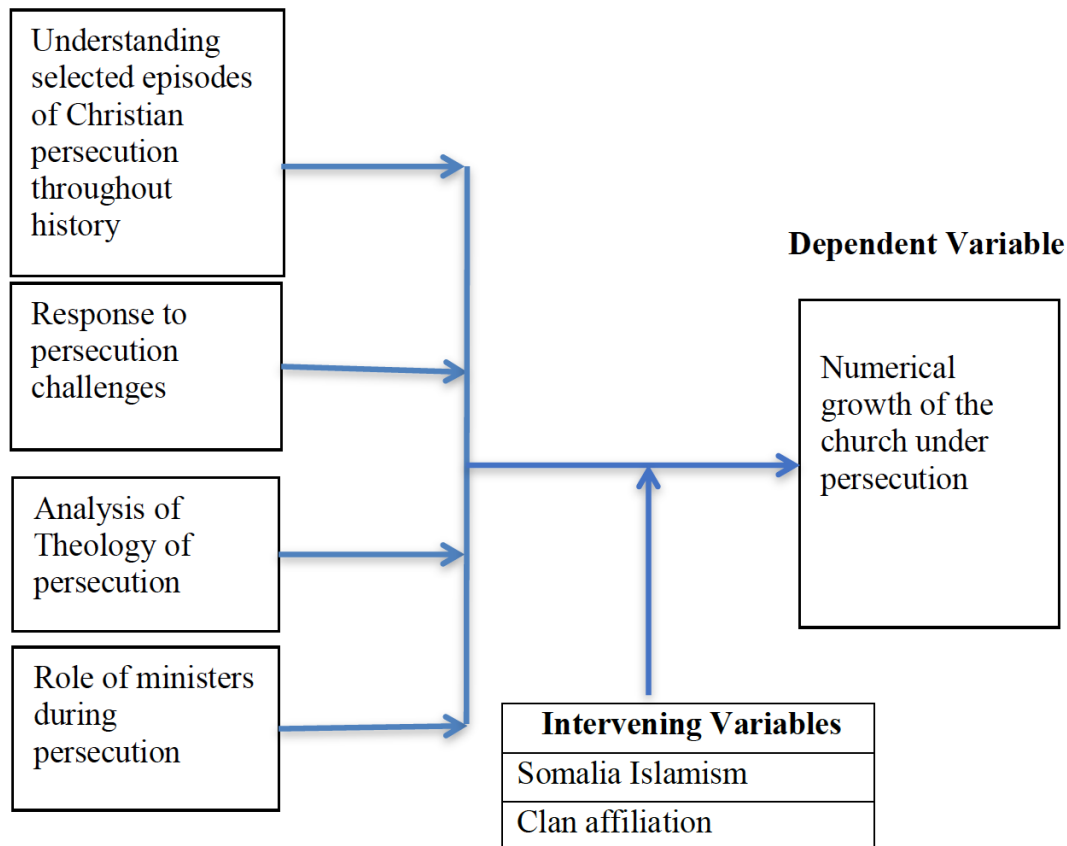 Understanding
selected episodes
of Christian
persecution
throughout
history
Response to
persecution
challenges
Analysis of
Theology of
persecution
Role of ministers
during
persecution
Dependent Variable
Numerical
growth of the
church under
persecution
Intervening Variables
Somalia Islamism
Clan affiliation